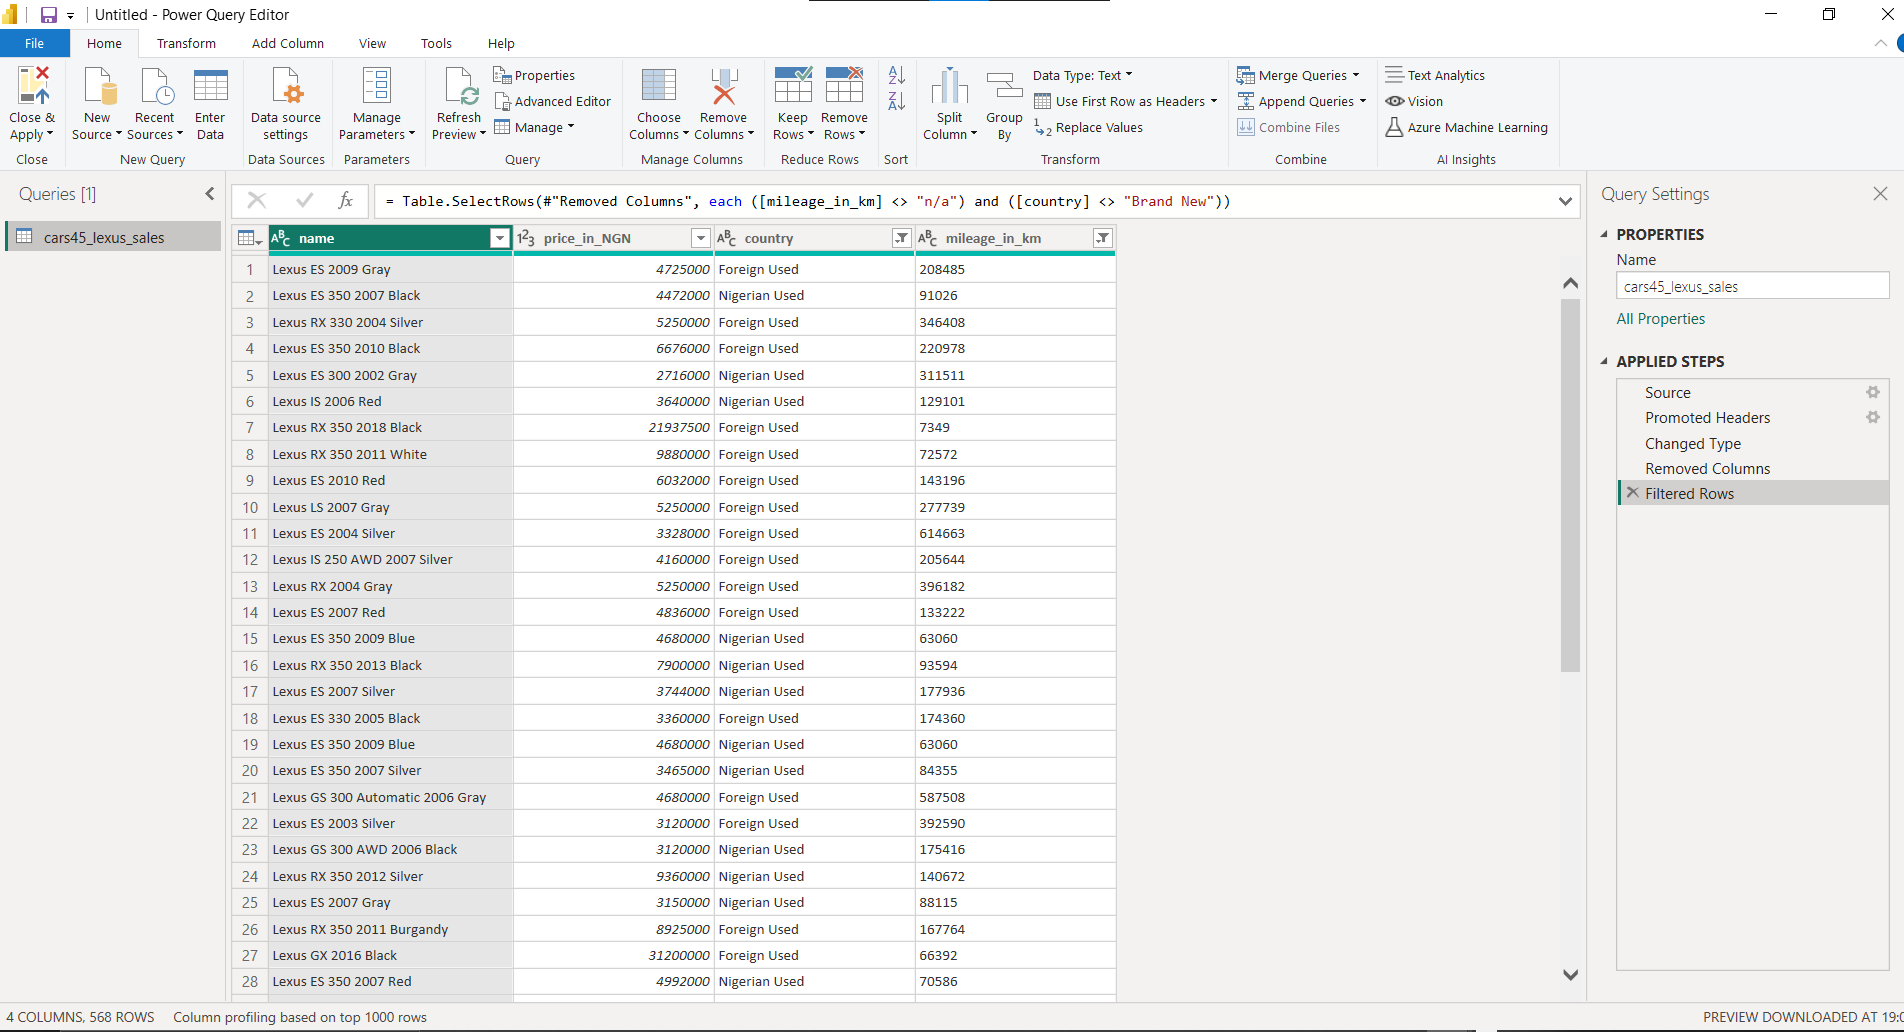 Untitled - Power Query Editor
File Home Transform Add Column View Tools Help
Close & Apply
Close
New Source
Recent Sources
Enter Data
New Query
Data source settings
Data Sources
Manage Parameters
Parameters
Refresh Preview
Properties
Advanced Editor
Manage
Query
Choose Columns
Remove Columns
Manage Columns
Keep Rows
Remove Rows
Reduce Rows
Sort
Split Column
Group By
Data Type: Text
Use First Row as Headers
Replace Values
Transform
Merge Queries
Append Queries
Combine Files
Combine
Text Analytics
Vision
Azure Machine Learning
AI Insights
Queries [1]
cars45_lexus_sales
fx = Table.SelectRows(#"Removed Columns", each ([mileage_in_km] <> "n/a") and ([country] <> "Brand New"))
ABC name 123 price_in_NGN ABC country ABC mileage_in_km
1 Lexus ES 2009 Gray 4725000 Foreign Used 208485
2 Lexus ES 350 2007 Black 4472000 Nigerian Used 91026
3 Lexus RX 330 2004 Silver 5250000 Foreign Used 346408
4 Lexus ES 350 2010 Black 6676000 Foreign Used 220978
5 Lexus ES 300 2002 Gray 2716000 Nigerian Used 311511
6 Lexus IS 2006 Red 3640000 Nigerian Used 129101
7 Lexus RX 350 2018 Black 21937500 Foreign Used 7349
8 Lexus RX 350 2011 White 9880000 Foreign Used 72572
9 Lexus ES 2010 Red 6032000 Foreign Used 143196
10 Lexus LS 2007 Gray 5250000 Foreign Used 277739
11 Lexus ES 2004 Silver 3328000 Foreign Used 614663
12 Lexus IS 250 AWD 2007 Silver 4160000 Foreign Used 205644
13 Lexus RX 2004 Gray 5250000 Foreign Used 396182
14 Lexus ES 2007 Red 4836000 Foreign Used 133222
15 Lexus ES 350 2009 Blue 4680000 Nigerian Used 63060
16 Lexus RX 350 2013 Black 7900000 Nigerian Used 93594
17 Lexus ES 2007 Silver 3744000 Nigerian Used 177936
18 Lexus ES 330 2005 Black 3360000 Foreign Used 174360
19 Lexus ES 350 2009 Blue 4680000 Nigerian Used 63060
20 Lexus ES 350 2007 Silver 3465000 Nigerian Used 84355
21 Lexus GS 300 Automatic 2006 Gray 4680000 Foreign Used 587508
22 Lexus ES 2003 Silver 3120000 Foreign Used 392590
23 Lexus GS 300 AWD 2006 Black 3120000 Nigerian Used 175416
24 Lexus RX 350 2012 Silver 9360000 Nigerian Used 140672
25 Lexus ES 2007 Gray 3150000 Nigerian Used 88115
26 Lexus RX 350 2011 Burgandy 8925000 Foreign Used 167764
27 Lexus GX 2016 Black 31200000 Foreign Used 66392
28 Lexus ES 350 2007 Red 4992000 Nigerian Used 70586
Query Settings
PROPERTIES
Name
cars45_lexus_sales
All Properties
APPLIED STEPS
Source
Promoted Headers
Changed Type
Removed Columns
Filtered Rows
4 COLUMNS, 568 ROWS Column profiling based on top 1000 rows
PREVIEW DOWNLOADED AT 19: